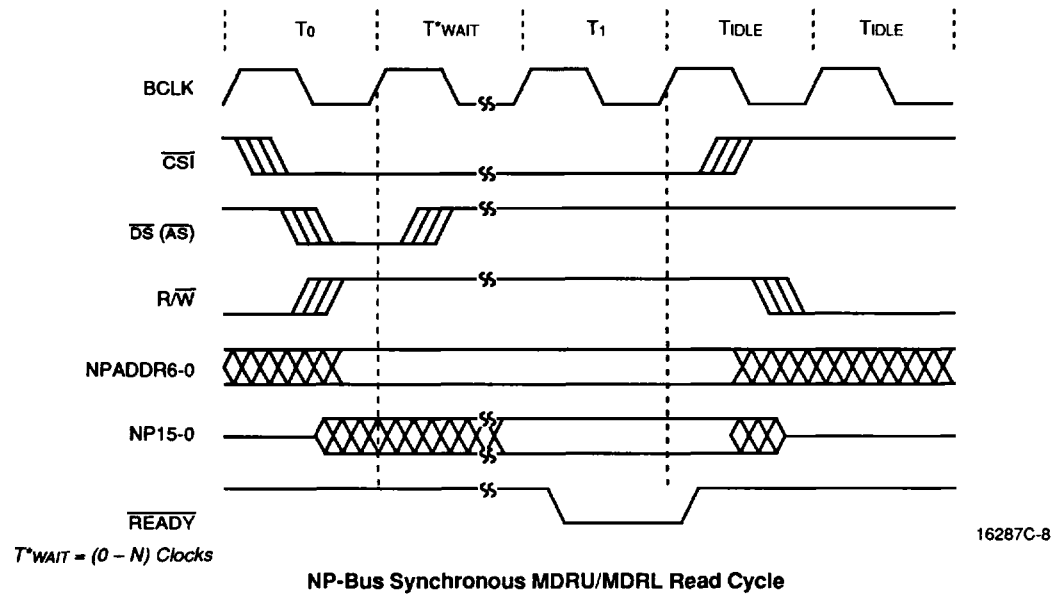 T0 T*WAIT T1 TIDLE TIDLE
BCLK
CSI
DS (AS)
R/W
NPADDR6-0
NP15-0
READY
16287C-8
T*WAIT = (0 – N) Clocks
NP-Bus Synchronous MDRU/MDRL Read Cycle